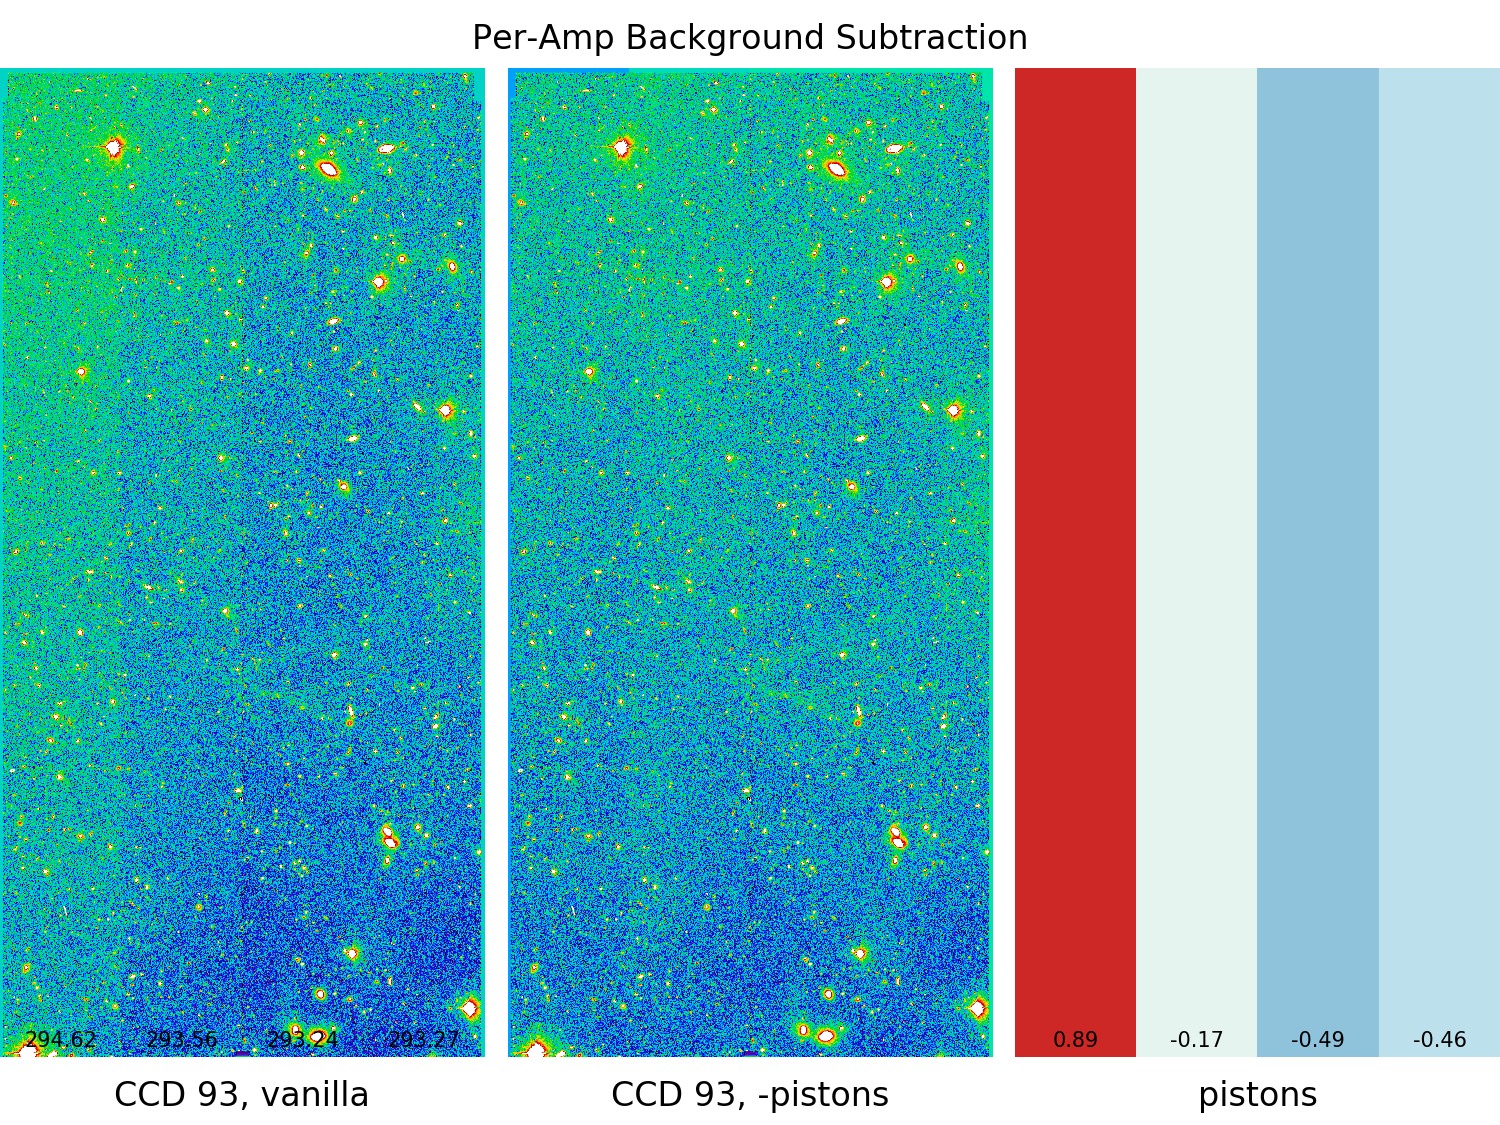 Per-Amp Background Subtraction
294.62 293.56 293.24 293.27
0.89 -0.17 -0.49 -0.46
CCD 93, vanilla
CCD 93, -pistons
pistons